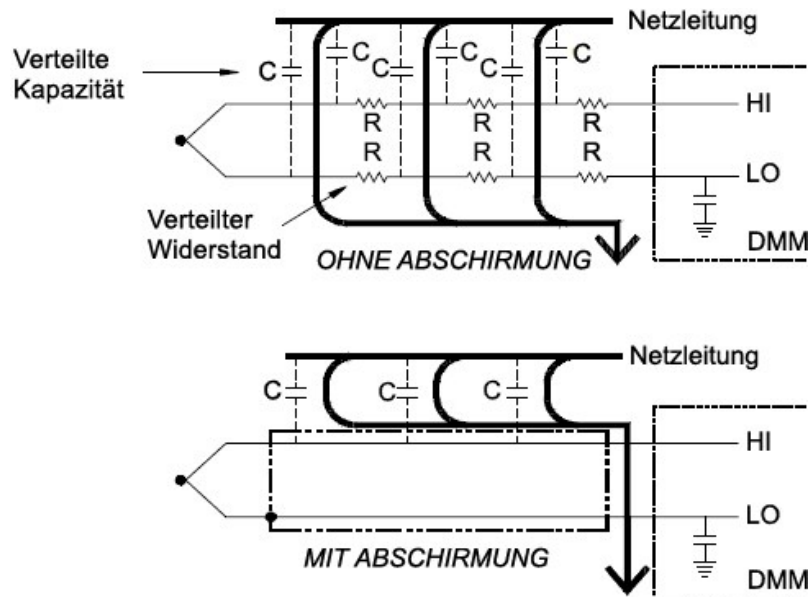 Netzleitung
Verteilte
Kapazität
C C C C C C
HI
R R R
R R R
LO
Verteilter
Widerstand
OHNE ABSCHIRMUNG
DMM
Netzleitung
C C C
HI
LO
MIT ABSCHIRMUNG
DMM